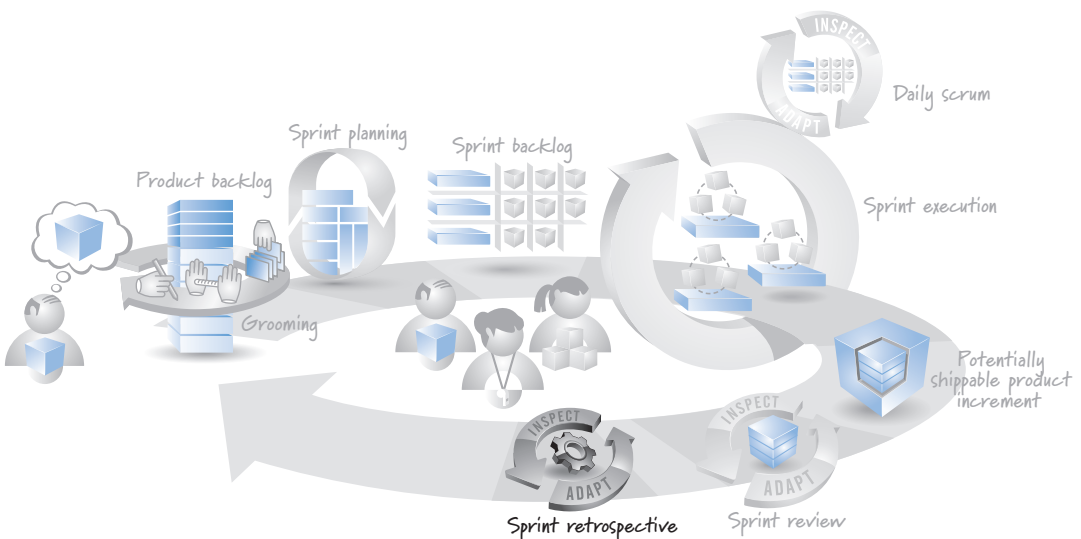 INSPECT
ADAPT
Daily scrum
Sprint planning
Sprint backlog
Product backlog
Sprint execution
Grooming
Potentially
shippable product
increment
INSPECT
ADAPT
Sprint retrospective
INSPECT
ADAPT
Sprint review